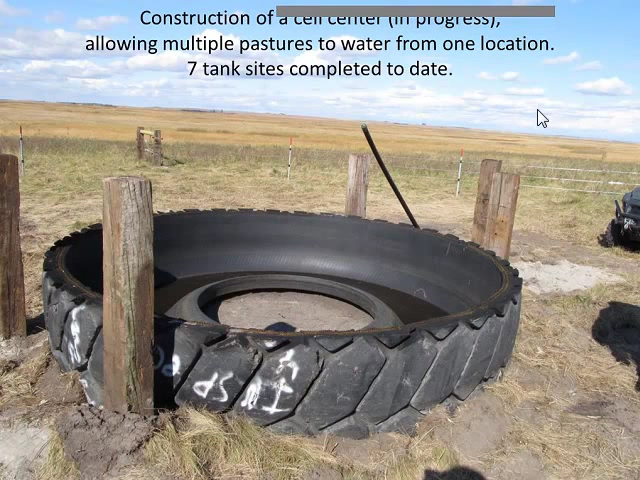 Construction of a cell center (in progress),
allowing multiple pastures to water from one location.
7 tank sites completed to date.
SP